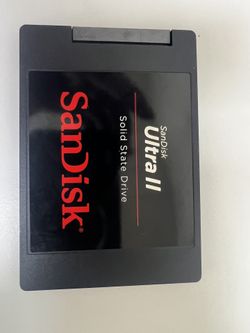 SanDisk
Ultra II
Solid State Drive
SanDisk®